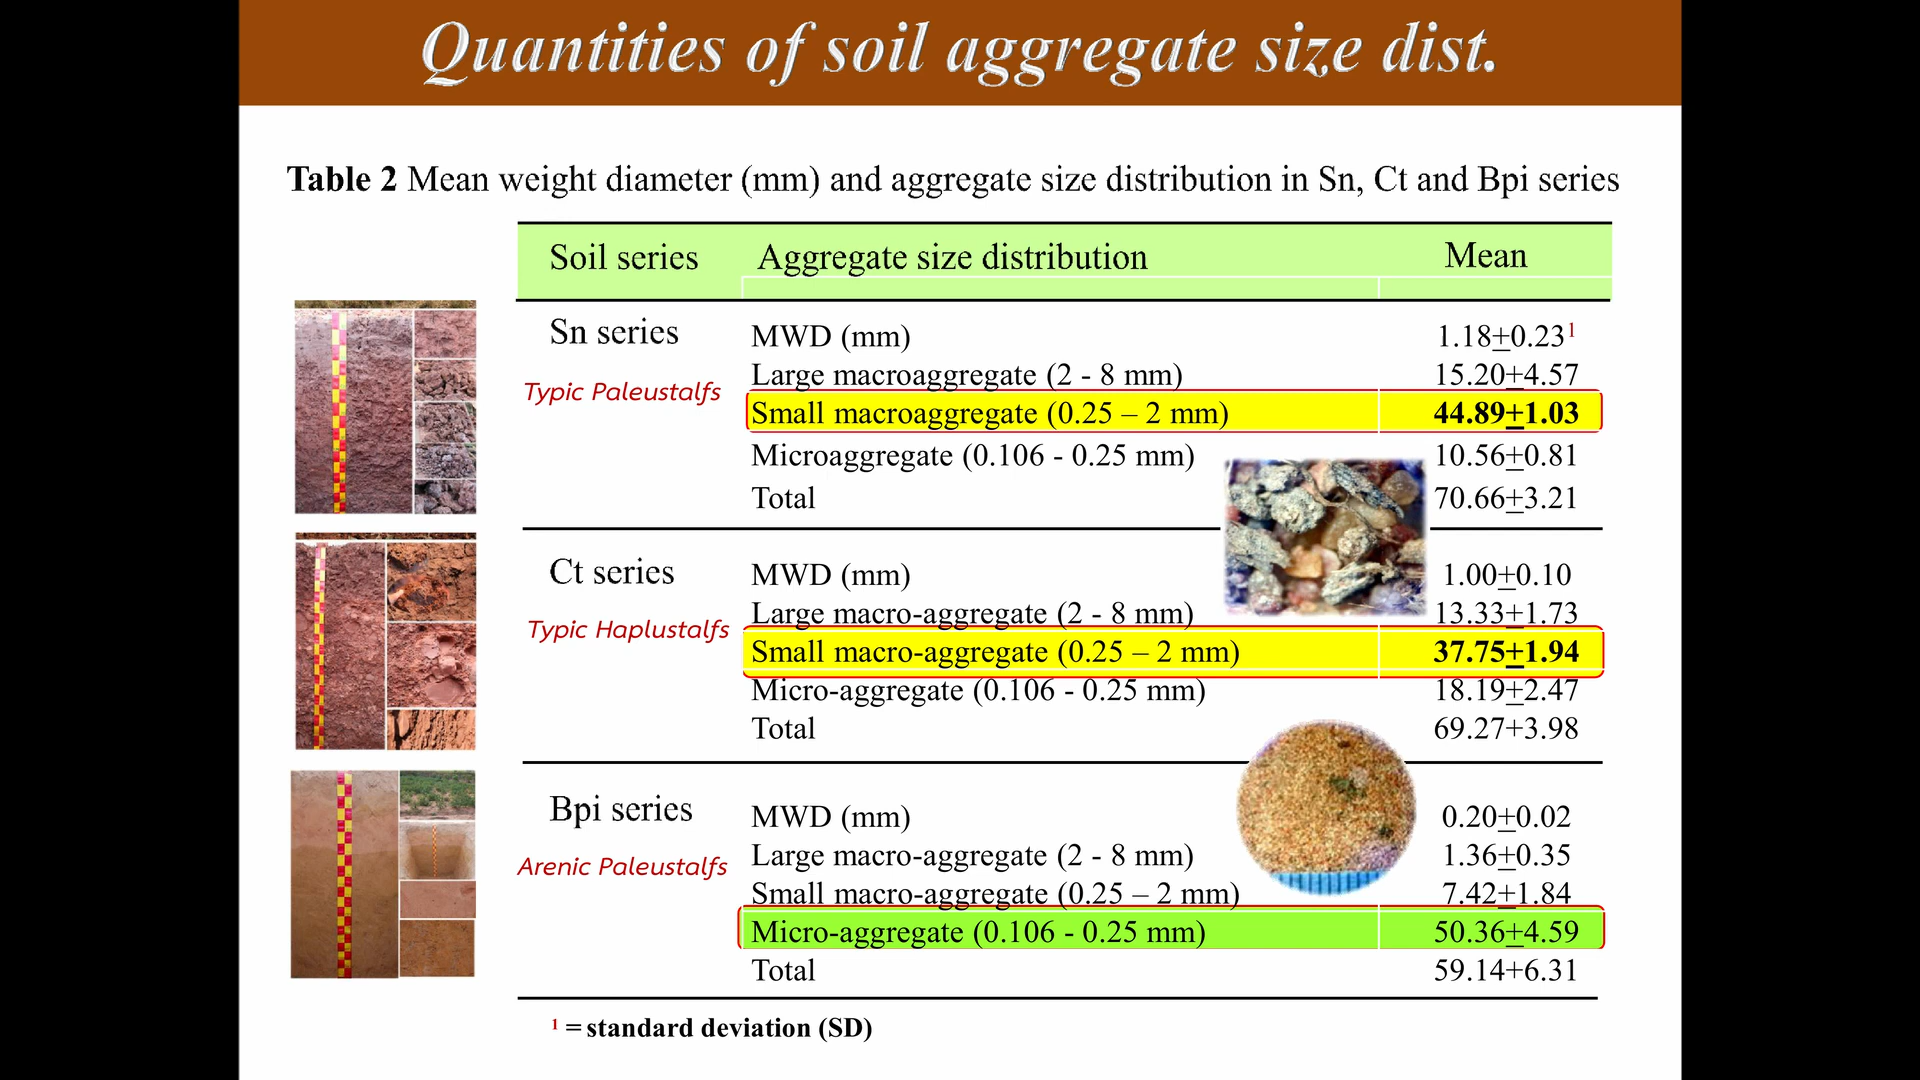 Quantities of soil aggregate size dist.
Table 2 Mean weight diameter (mm) and aggregate size distribution in Sn, Ct and Bpi series
Soil series Aggregate size distribution Mean
Sn series MWD (mm) 1.18±0.23¹
Typic Paleustalfs Large macroaggregate (2 - 8 mm) 15.20±4.57
Small macroaggregate (0.25 – 2 mm) 44.89±1.03
Microaggregate (0.106 - 0.25 mm) 10.56±0.81
Total 70.66±3.21
Ct series MWD (mm) 1.00±0.10
Typic Haplustalfs Large macro-aggregate (2 - 8 mm) 13.33±1.73
Small macro-aggregate (0.25 – 2 mm) 37.75±1.94
Micro-aggregate (0.106 - 0.25 mm) 18.19±2.47
Total 69.27+3.98
Bpi series MWD (mm) 0.20±0.02
Arenic Paleustalfs Large macro-aggregate (2 - 8 mm) 1.36±0.35
Small macro-aggregate (0.25 – 2 mm) 7.42±1.84
Micro-aggregate (0.106 - 0.25 mm) 50.36±4.59
Total 59.14+6.31
¹ = standard deviation (SD)